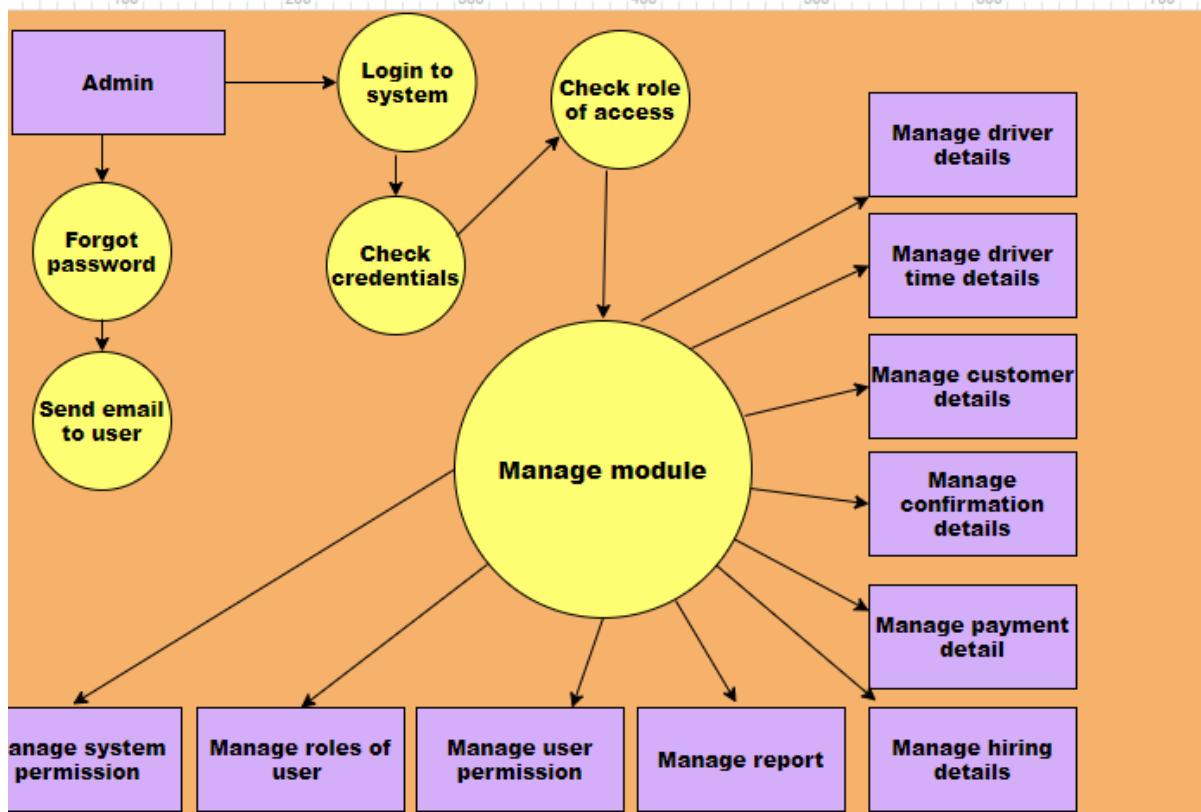 Admin
Login to
system
Check role
of access
Manage driver
details
Forgot
password
Check
credentials
Manage driver
time details
Manage customer
details
Send email
to user
Manage module
Manage
confirmation
details
Manage payment
detail
anage system
permission
Manage roles of
user
Manage user
permission
Manage report
Manage hiring
details